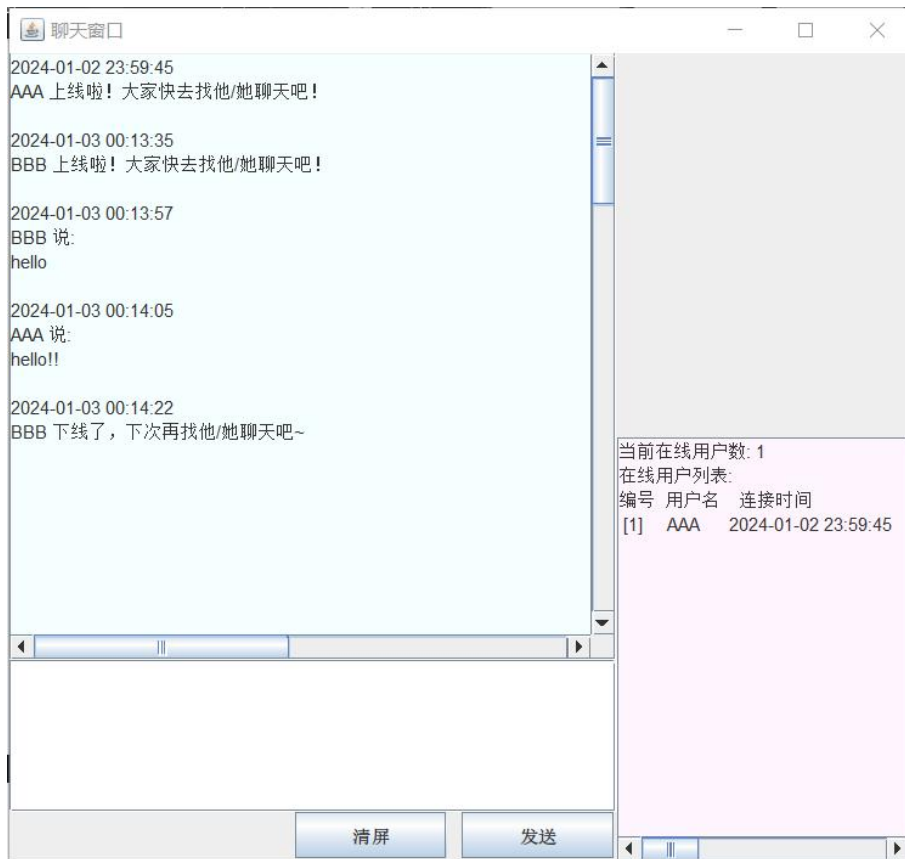 聊天窗口
2024-01-02 23:59:45
AAA 上线啦！大家快去找他/她聊天吧！
2024-01-03 00:13:35
BBB 上线啦！大家快去找他/她聊天吧！
2024-01-03 00:13:57
BBB 说:
hello
2024-01-03 00:14:05
AAA 说:
hello!!
2024-01-03 00:14:22
BBB 下线了，下次再找他/她聊天吧~
当前在线用户数: 1
在线用户列表:
编号 用户名 连接时间
[1] AAA 2024-01-02 23:59:45
清屏
发送